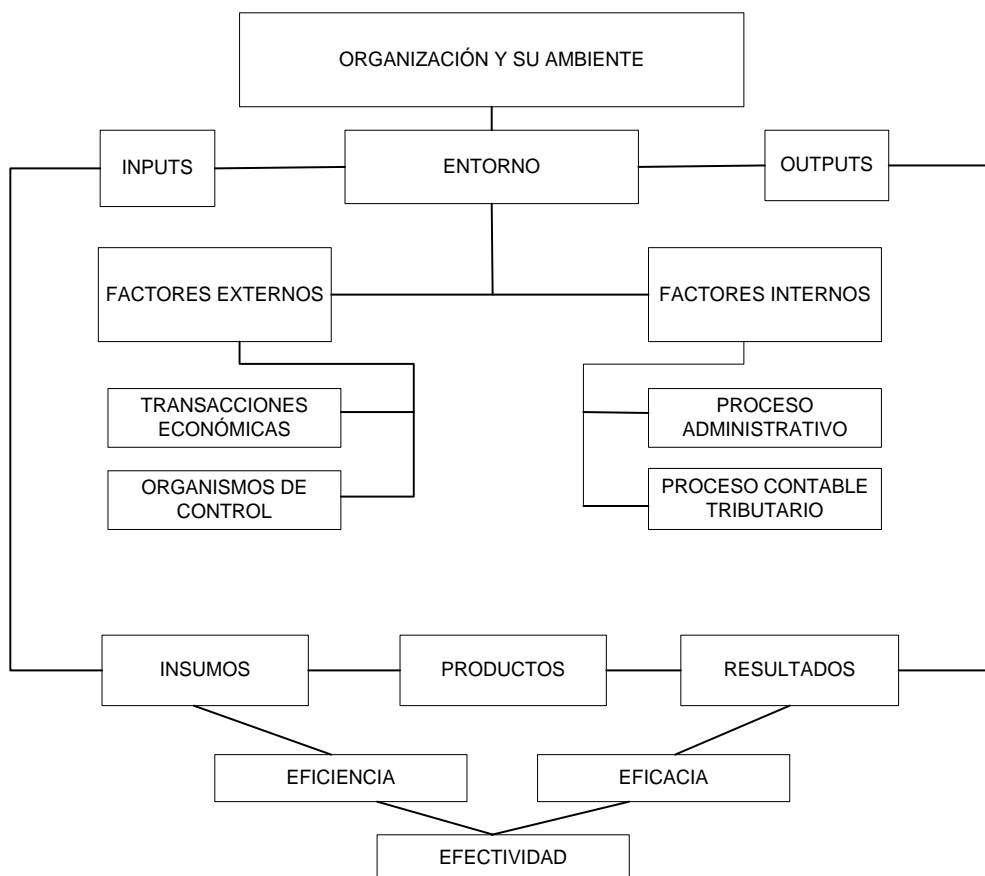 ORGANIZACIÓN Y SU AMBIENTE
INPUTS
ENTORNO
OUTPUTS
FACTORES EXTERNOS
FACTORES INTERNOS
TRANSACCIONES
ECONÓMICAS
PROCESO
ADMINISTRATIVO
ORGANISMOS DE
CONTROL
PROCESO CONTABLE
TRIBUTARIO
INSUMOS
PRODUCTOS
RESULTADOS
EFICIENCIA
EFICACIA
EFECTIVIDAD